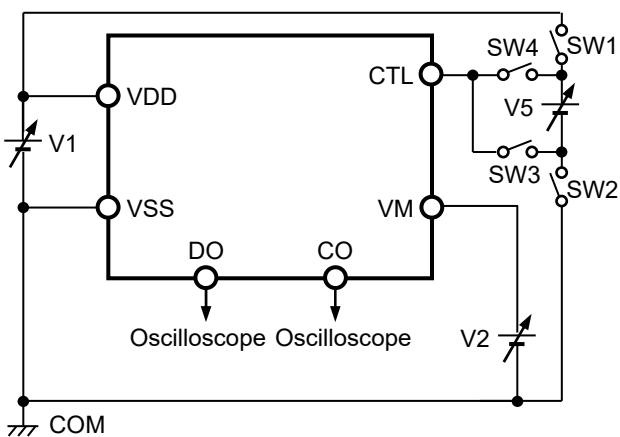 SW1
SW4
CTL
VDD
V5
V1
SW3
SW2
VSS
VM
DO
CO
Oscilloscope
Oscilloscope
V2
COM